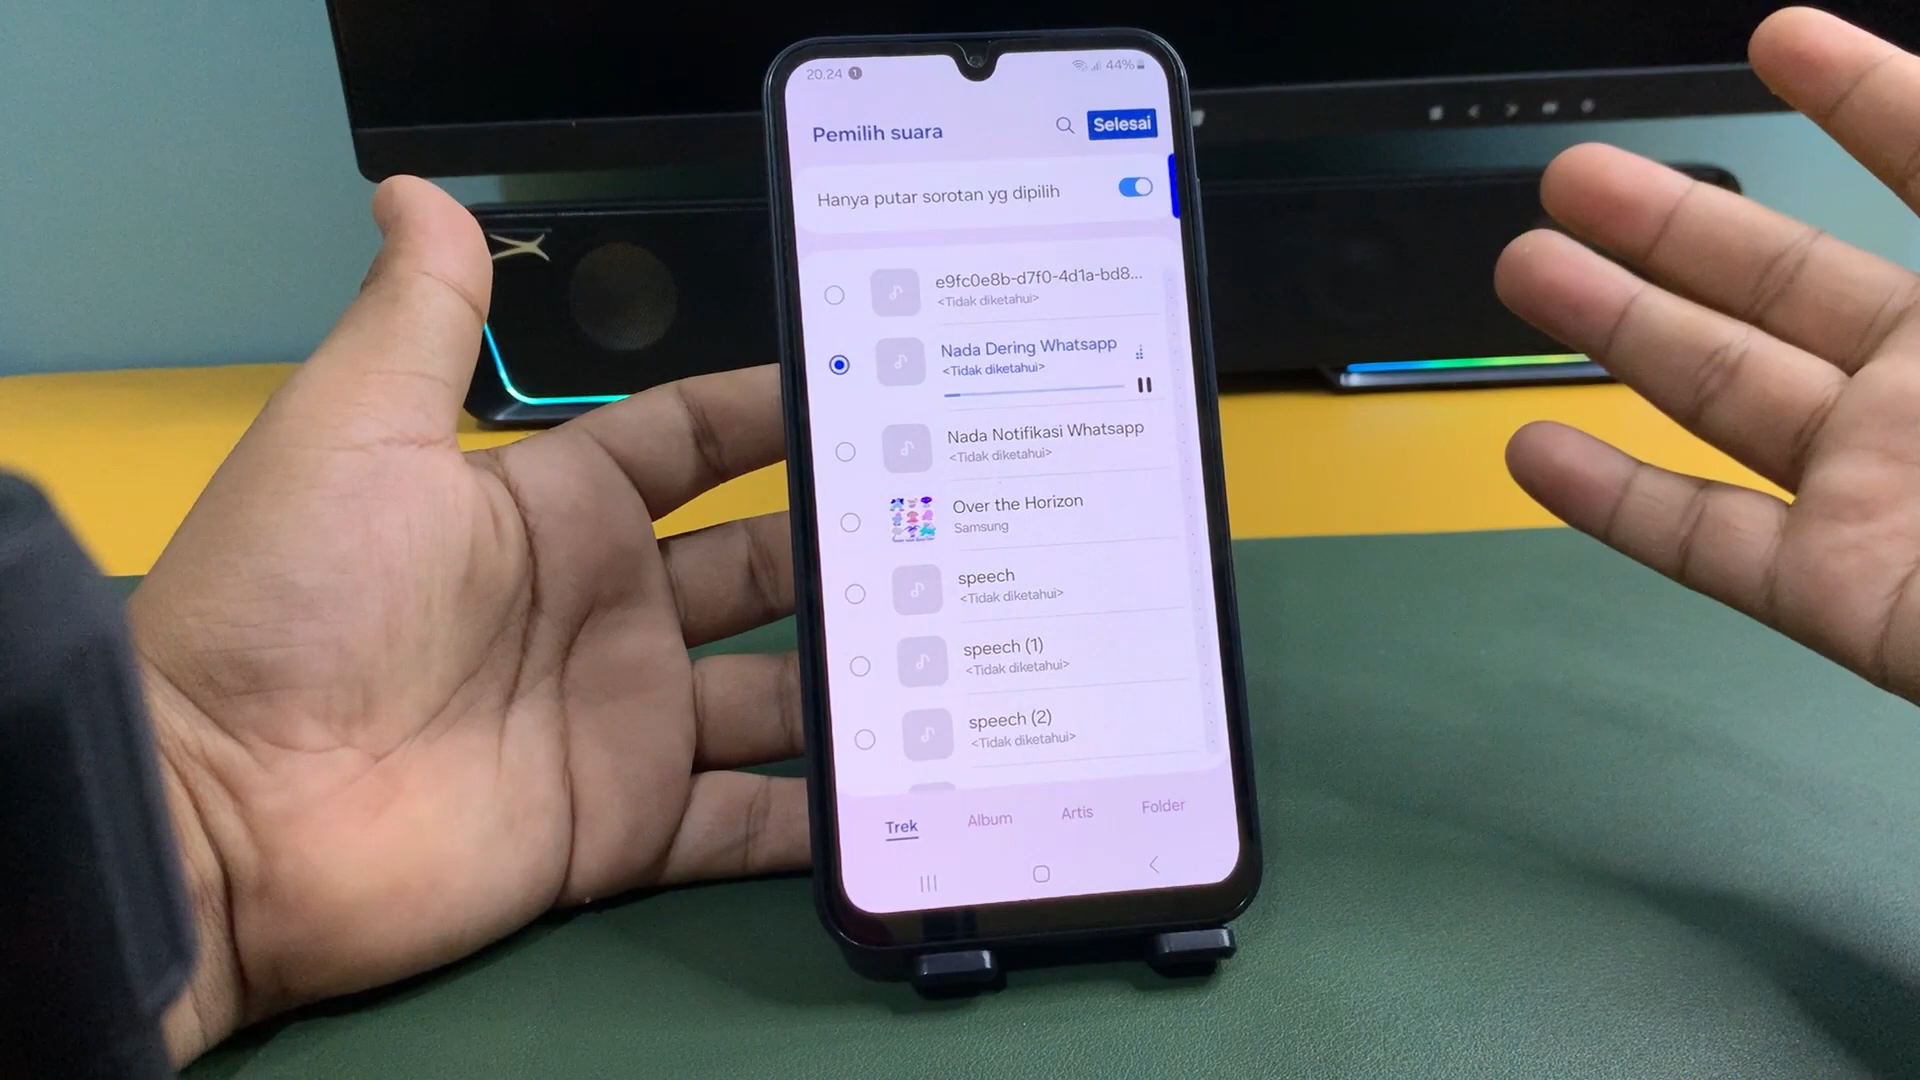 20.24
44%
Pemilih suara
Selesai
Hanya putar sorotan yg dipilih
e9fc0e8b-d7f0-4d1a-bd8...
<Tidak diketahui>
Nada Dering Whatsapp
<Tidak diketahui>
Nada Notifikasi Whatsapp
<Tidak diketahui>
Over the Horizon
Samsung
speech
<Tidak diketahui>
speech (1)
<Tidak diketahui>
speech (2)
<Tidak diketahui>
Trek
Album
Artis
Folder